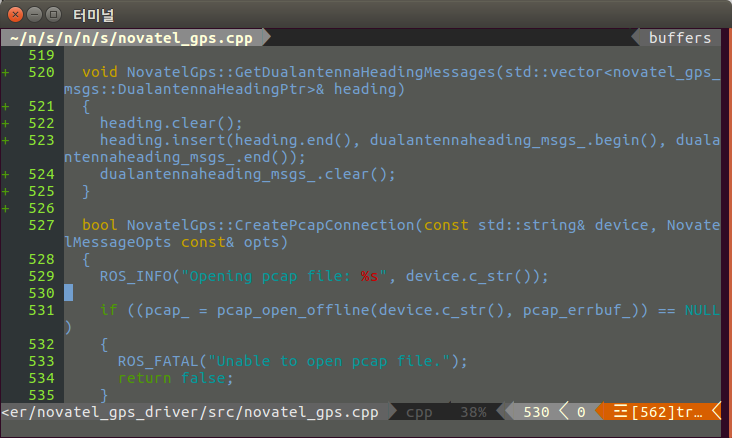 터미널
~/n/s/n/n/s/novatel_gps.cpp buffers
519
+ 520 void NovatelGps::GetDualantennaHeadingMessages(std::vector<novatel_gps_
msgs::DualantennaHeadingPtr>& heading)
+ 521 {
+ 522 heading.clear();
+ 523 heading.insert(heading.end(), dualantennaheading_msgs_.begin(), duala
ntennaheading_msgs_.end());
+ 524 dualantennaheading_msgs_.clear();
+ 525 }
+ 526
527 bool NovatelGps::CreatePcapConnection(const std::string& device, Novate
lMessageOpts const& opts)
528 {
529 ROS_INFO("Opening pcap file: %s", device.c_str());
530
531 if ((pcap_ = pcap_open_offline(device.c_str(), pcap_errbuf_)) == NULL
)
532 {
533 ROS_FATAL("Unable to open pcap file.");
534 return false;
535 }
<er/novatel_gps_driver/src/novatel_gps.cpp cpp 38% 530 < 0 ☲[562]tr…